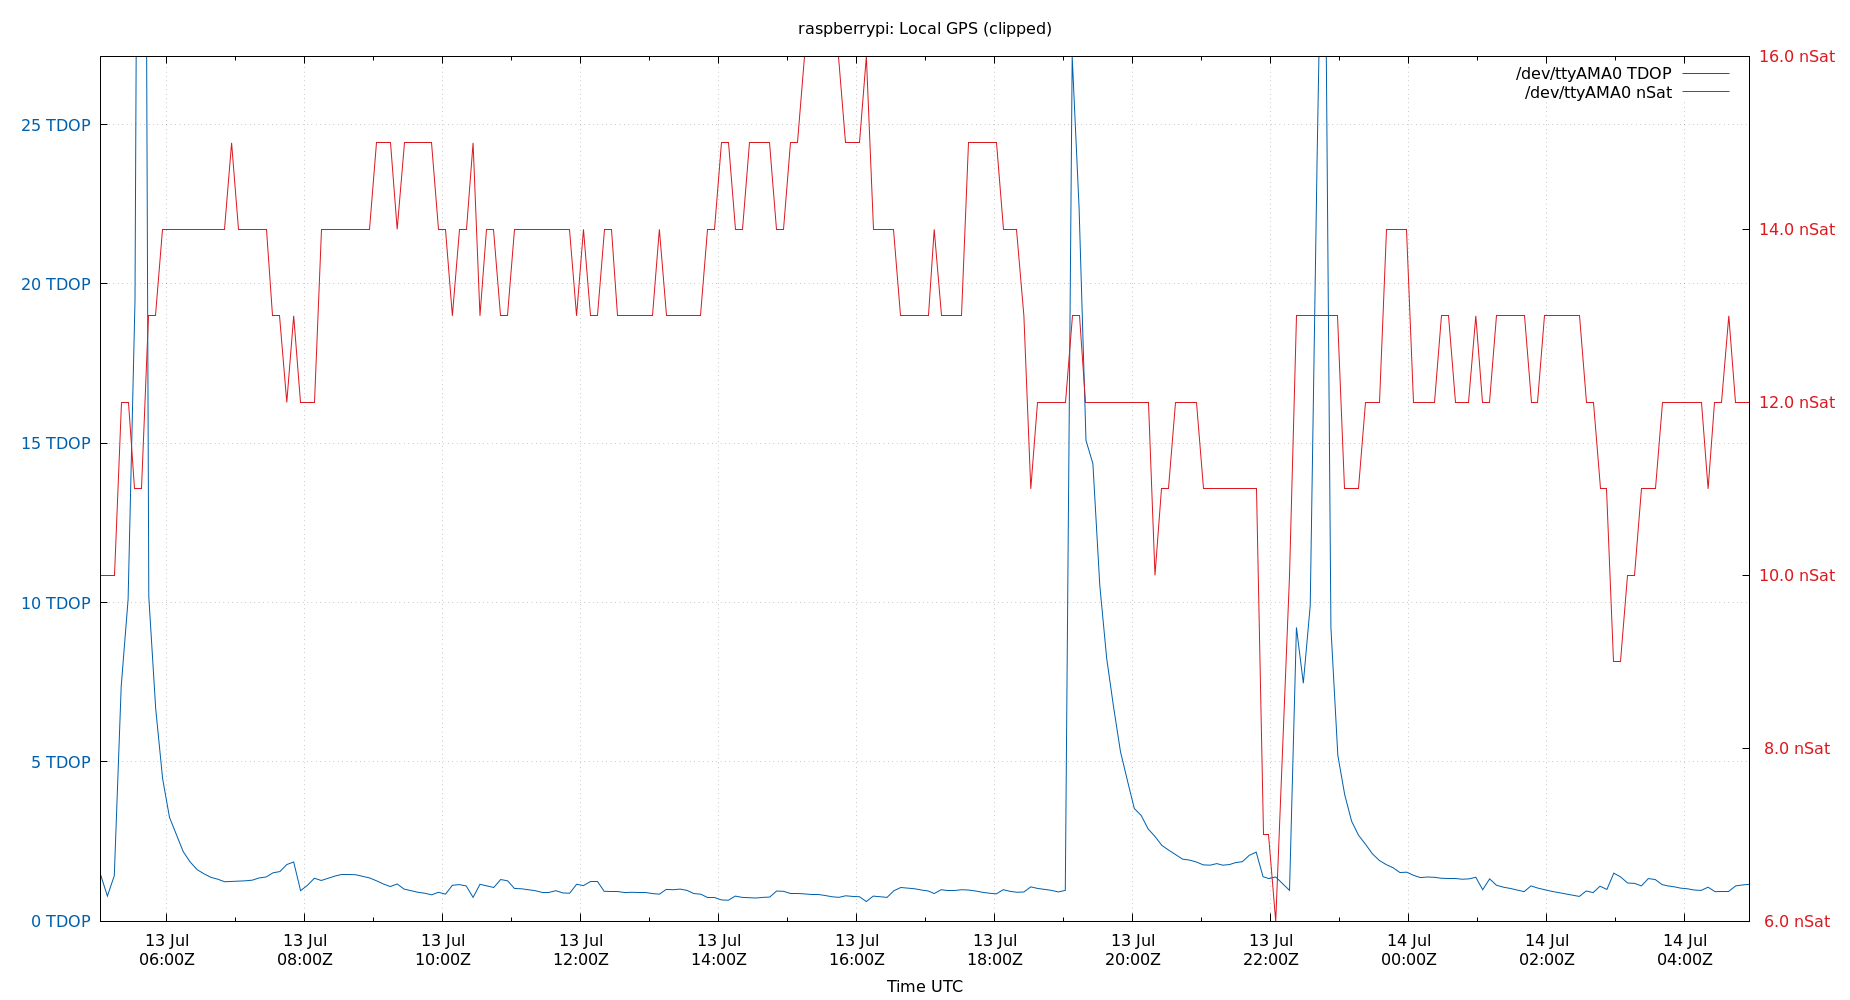 raspberrypi: Local GPS (clipped)
/dev/ttyAMA0 TDOP
/dev/ttyAMA0 nSat
25 TDOP
20 TDOP
15 TDOP
10 TDOP
5 TDOP
0 TDOP
16.0 nSat
14.0 nSat
12.0 nSat
10.0 nSat
8.0 nSat
6.0 nSat
13 Jul
06:00Z
13 Jul
08:00Z
13 Jul
10:00Z
13 Jul
12:00Z
13 Jul
14:00Z
13 Jul
16:00Z
13 Jul
18:00Z
13 Jul
20:00Z
13 Jul
22:00Z
14 Jul
00:00Z
14 Jul
02:00Z
14 Jul
04:00Z
Time UTC